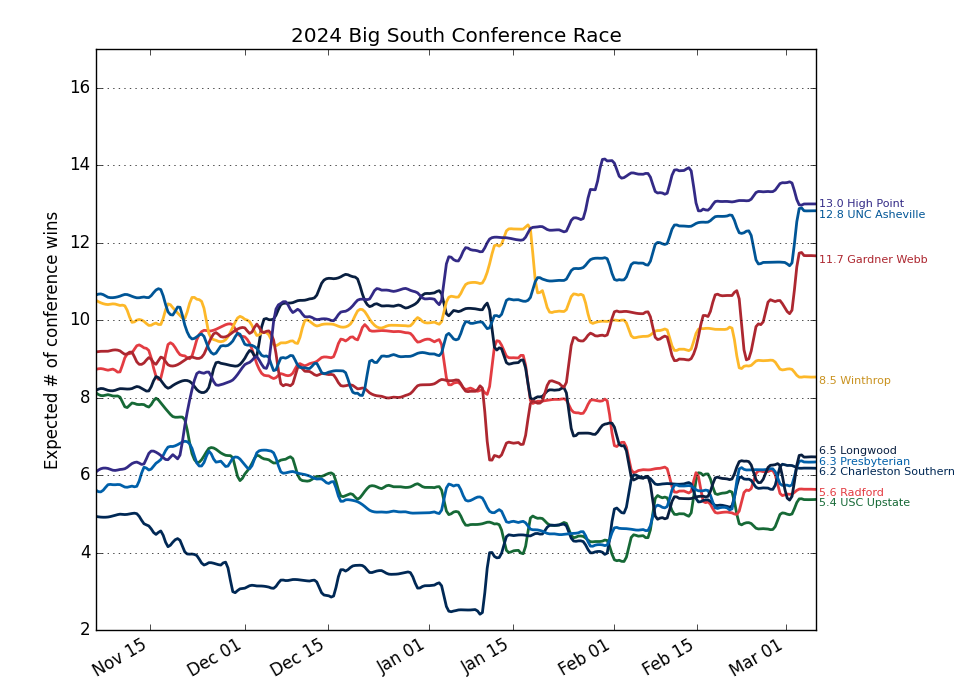 2024 Big South Conference Race
Expected # of conference wins
16
14
12
10
8
6
4
2
Nov 15
Dec 01
Dec 15
Jan 01
Jan 15
Feb 01
Feb 15
Mar 01
13.0 High Point
12.8 UNC Asheville
11.7 Gardner Webb
8.5 Winthrop
6.5 Longwood
6.3 Presbyterian
6.2 Charleston Southern
5.6 Radford
5.4 USC Upstate